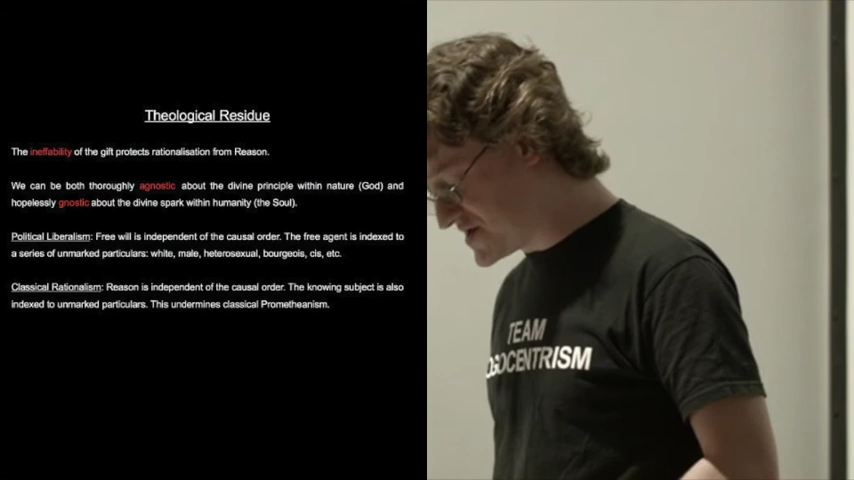 Theological Residue
The ineffability of the gift protects rationalisation from Reason.
We can be both thoroughly agnostic about the divine principle within nature (God) and
hopelessly gnostic about the divine spark within humanity (the Soul).
Political Liberalism: Free will is independent of the causal order. The free agent is indexed to
a series of unmarked particulars: white, male, heterosexual, bourgeois, cis, etc.
Classical Rationalism: Reason is independent of the causal order. The knowing subject is also
indexed to unmarked particulars. This undermines classical Prometheanism.
TEAM
OGOCENTRISM